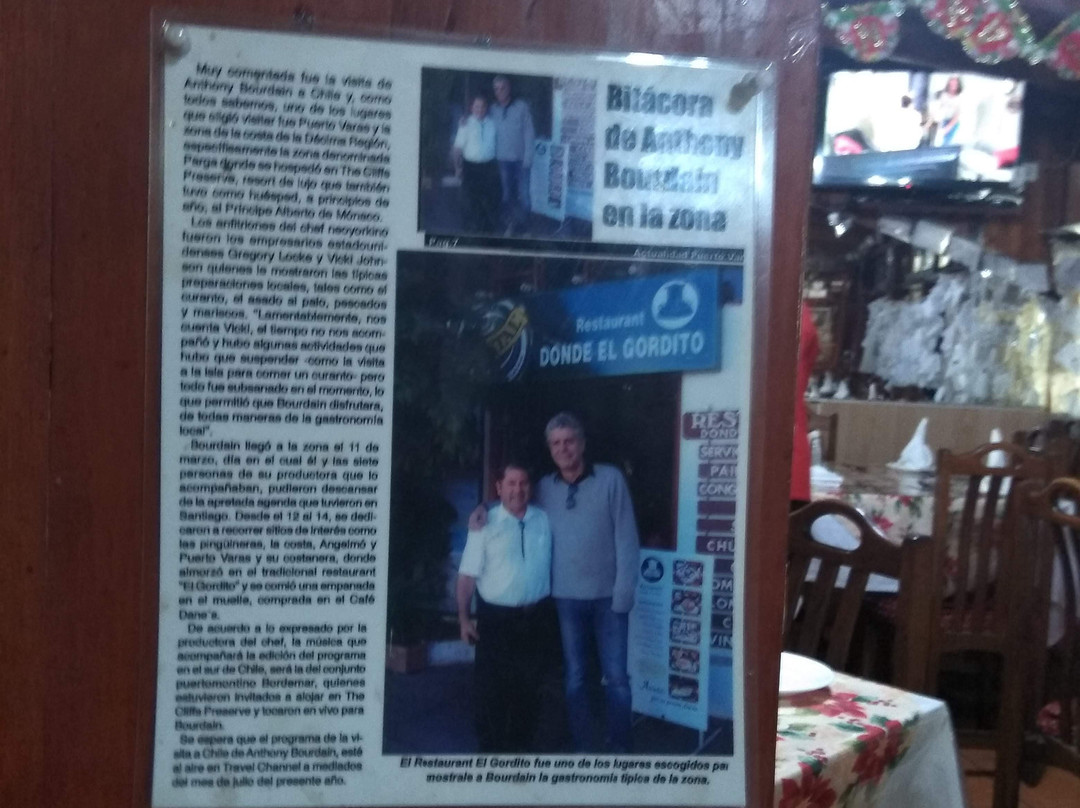 Muy comentada fue la visita de
Anthony Bourdain a Chile y, como
todos sabemos, uno de los lugares
que eligió visitar fue Puerto Varas y la
zona de la costa de la Décima Región,
específicamente la zona denominada
Parga donde se hospedó en The Cliffs
Preserve, resort de lujo que también
tuvo como huésped, a principios de
año, al Príncipe Alberto de Mónaco.
Los anfitriones del chef neoyorkino
fueron los empresarios estadouni-
denses Gregory Locke y Vicki John-
son quienes le mostraron las típicas
preparaciones locales, tales como el
curanto, el asado al palo, pescados
y mariscos. "Lamentablemente, nos
cuenta Vicki, el tiempo no nos acom-
pañó y hubo algunas actividades que
hubo que suspender -como la visita
a la isla para comer un curanto- pero
todo fue subsanado en el momento, lo
que permitió que Bourdain disfrutara,
de todas maneras de la gastronomía
local".
Bourdain llegó a la zona el 11 de
marzo, día en el cual él y las siete
personas de su productora que lo
acompañaban, pudieron descansar
de la apretada agenda que tuvieron en
Santiago. Desde el 12 al 14, se dedi-
caron a recorrer sitios de interés como
las pingüineras, la costa, Angelmó y
Puerto Varas y su costanera, donde
almorzó en el tradicional restaurant
"El Gordito" y se comió una empanada
en el muelle, comprada en el Café
Dane's.
De acuerdo a lo expresado por la
productora del chef, la música que
acompañará la edición del programa
en el sur de Chile, será la del conjunto
puertomontino Bordemar, quienes
estuvieron invitados a alojar en The
Cliffs Preserve y tocaron en vivo para
Bourdain.
Se espera que el programa de la vi-
sita a Chile de Anthony Bourdain, esté
al aire en Travel Channel a mediados
del mes de julio del presente año.
Bitácora
de Anthony
Bourdain
en la zona
Pag.7
Actualidad Puerto Var
Restaurant
DONDE EL GORDITO
RES
DOND
SERVI
PAI
CONG
CHU
El Restaurant El Gordito fue uno de los lugares escogidos par
mostrale a Bourdain la gastronomía típica de la zona.